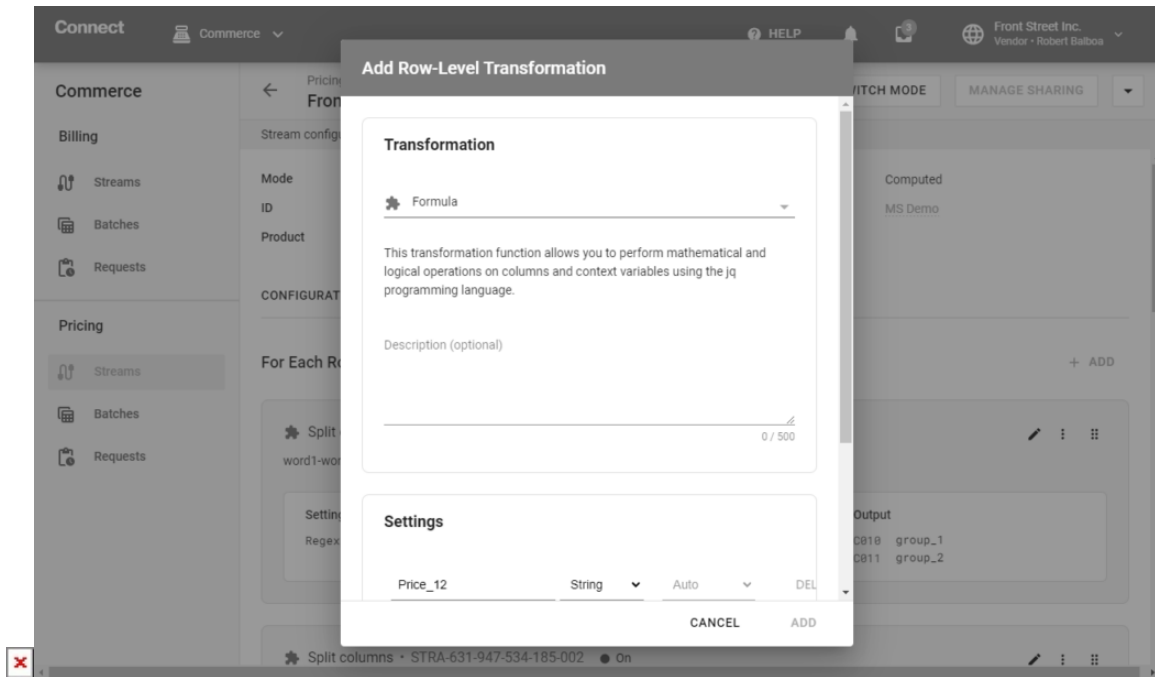 Connect
Commerce
HELP
3
Front Street Inc.
Vendor • Robert Balboa
Commerce
Billing
Streams
Batches
Requests
Pricing
Streams
Batches
Requests
MANAGE SHARING
Stream
Mode
ID
Product
Computed
MS Demo
For Each
+ ADD
Split
Output
C010 group_1
C011 group_2
Split columns • STRA-631-947-534-185-002 On
Add Row-Level Transformation
Transformation
Formula
This transformation function allows you to perform mathematical and
logical operations on columns and context variables using the jq
programming language.
Description (optional)
0 / 500
Settings
Price_12 String Auto DEL
CANCEL ADD